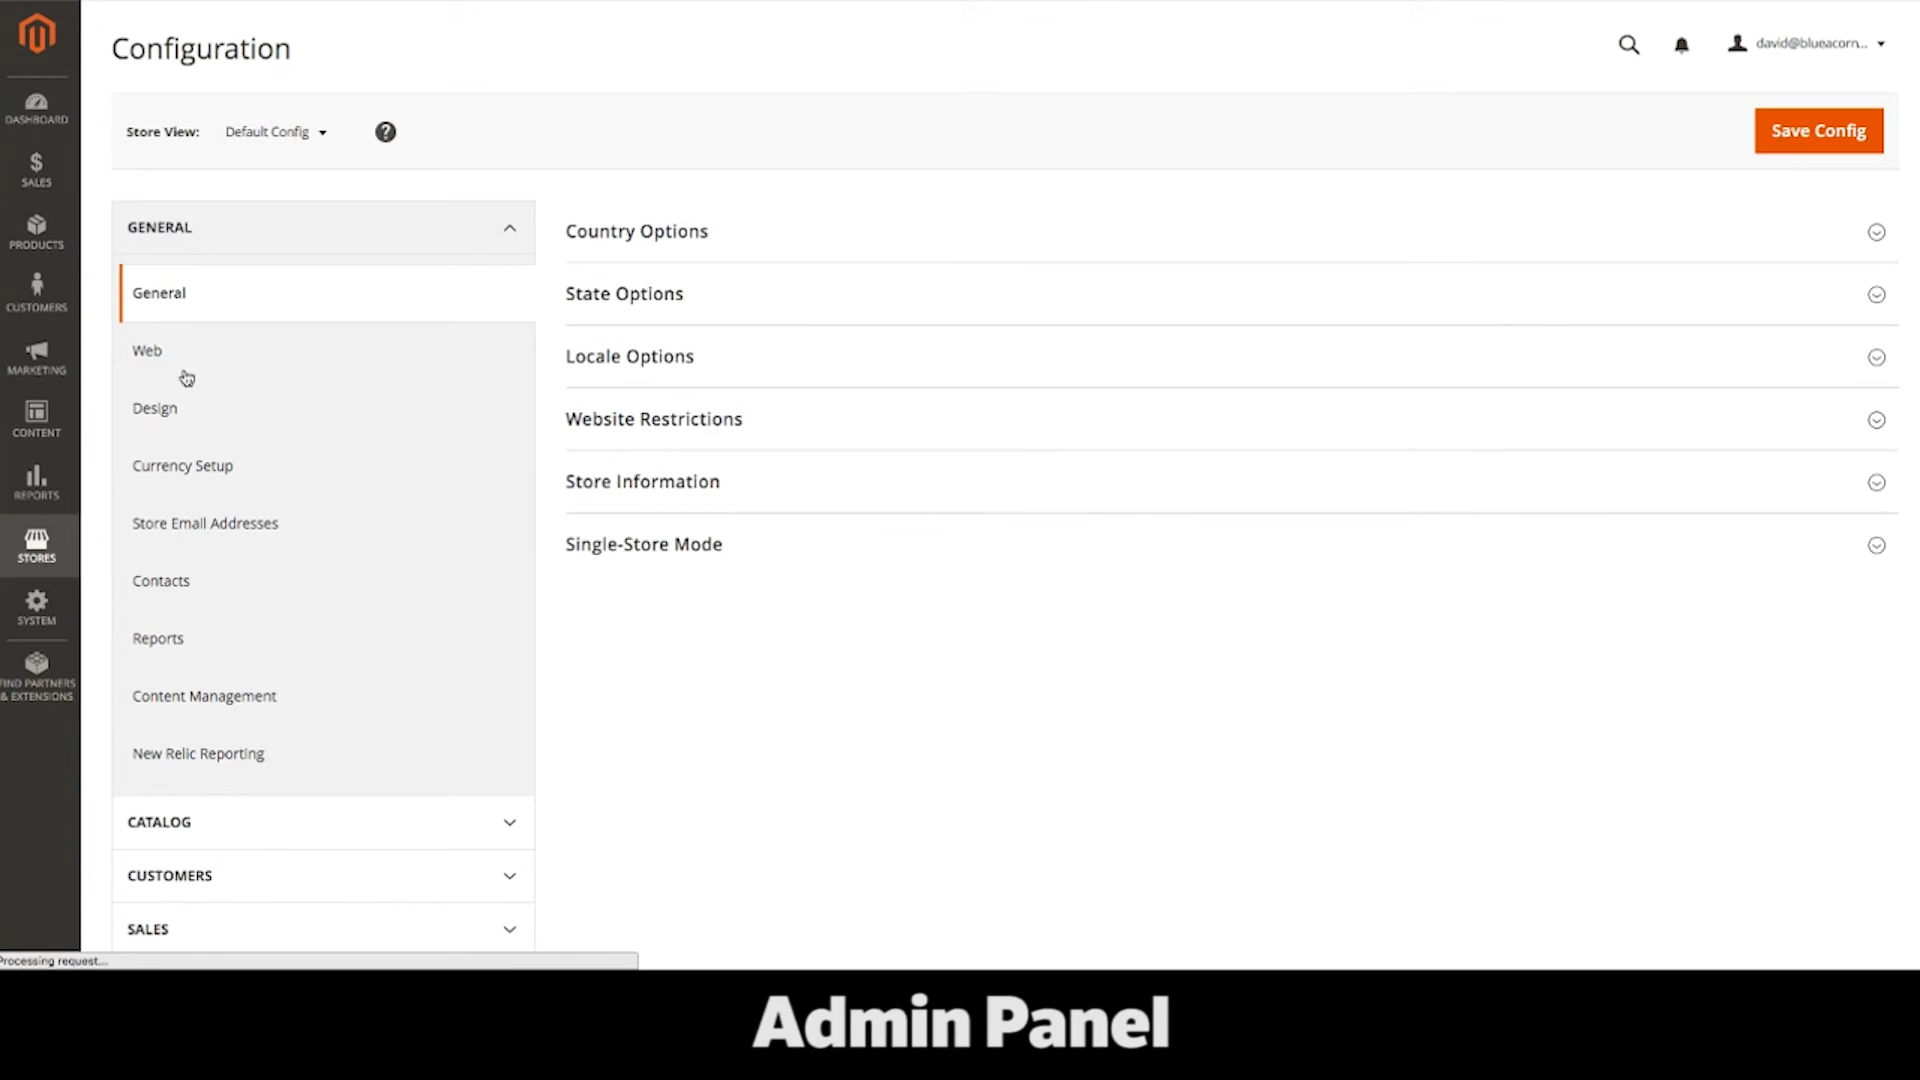 Configuration
david@blueacorn...
Store View: Default Config
Save Config
DASHBOARD
SALES
PRODUCTS
CUSTOMERS
MARKETING
CONTENT
REPORTS
STORES
SYSTEM
FIND PARTNERS
& EXTENSIONS
GENERAL
General
Web
Design
Currency Setup
Store Email Addresses
Contacts
Reports
Content Management
New Relic Reporting
CATALOG
CUSTOMERS
SALES
Country Options
State Options
Locale Options
Website Restrictions
Store Information
Single-Store Mode
Processing request...
Admin Panel